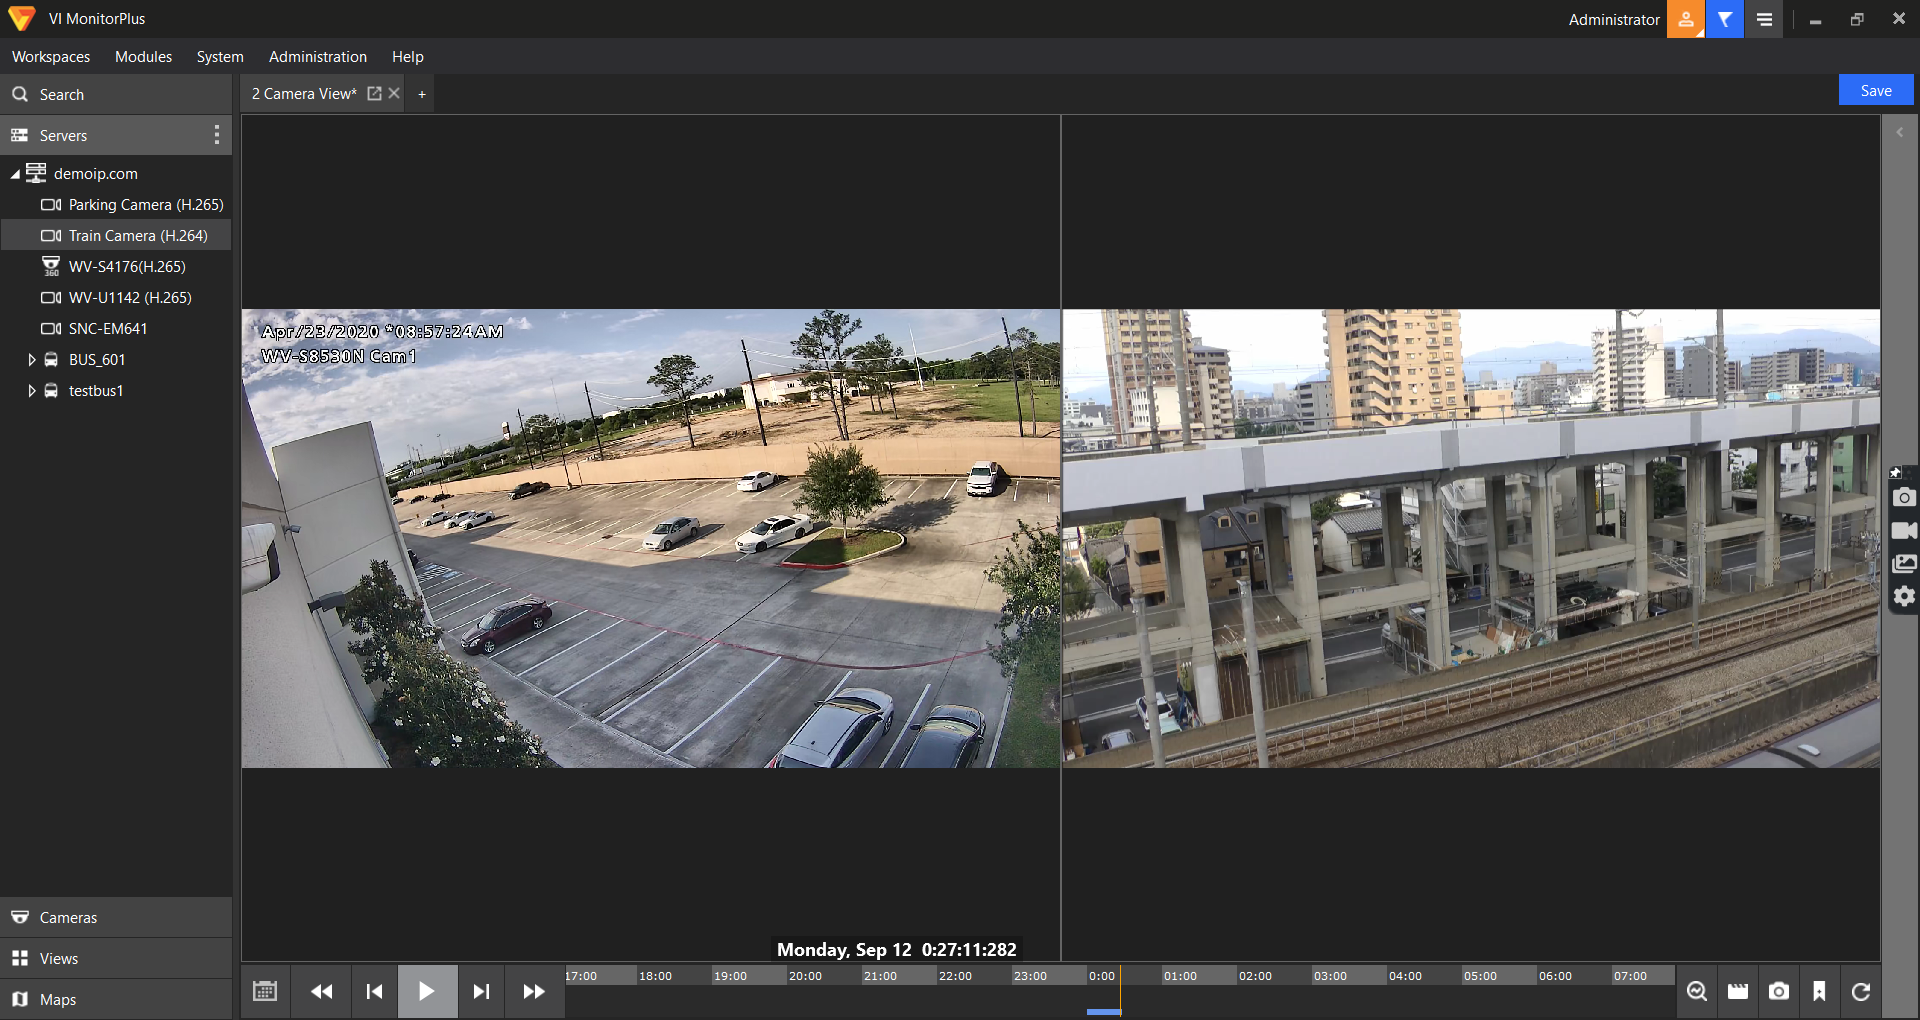 VI MonitorPlus
Administrator
Workspaces Modules System Administration Help
Search
2 Camera View* +
Save
Servers
demoip.com
Parking Camera (H.265)
Train Camera (H.264)
360 WV-S4176(H.265)
WV-U1142 (H.265)
SNC-EM641
BUS_601
testbus1
Apr/23/2020 *08:57:24AM
WV-S8530N Cam1
Cameras
Views
Maps
Monday, Sep 12 0:27:11:282
17:00 18:00 19:00 20:00 21:00 22:00 23:00 0:00 01:00 02:00 03:00 04:00 05:00 06:00 07:00